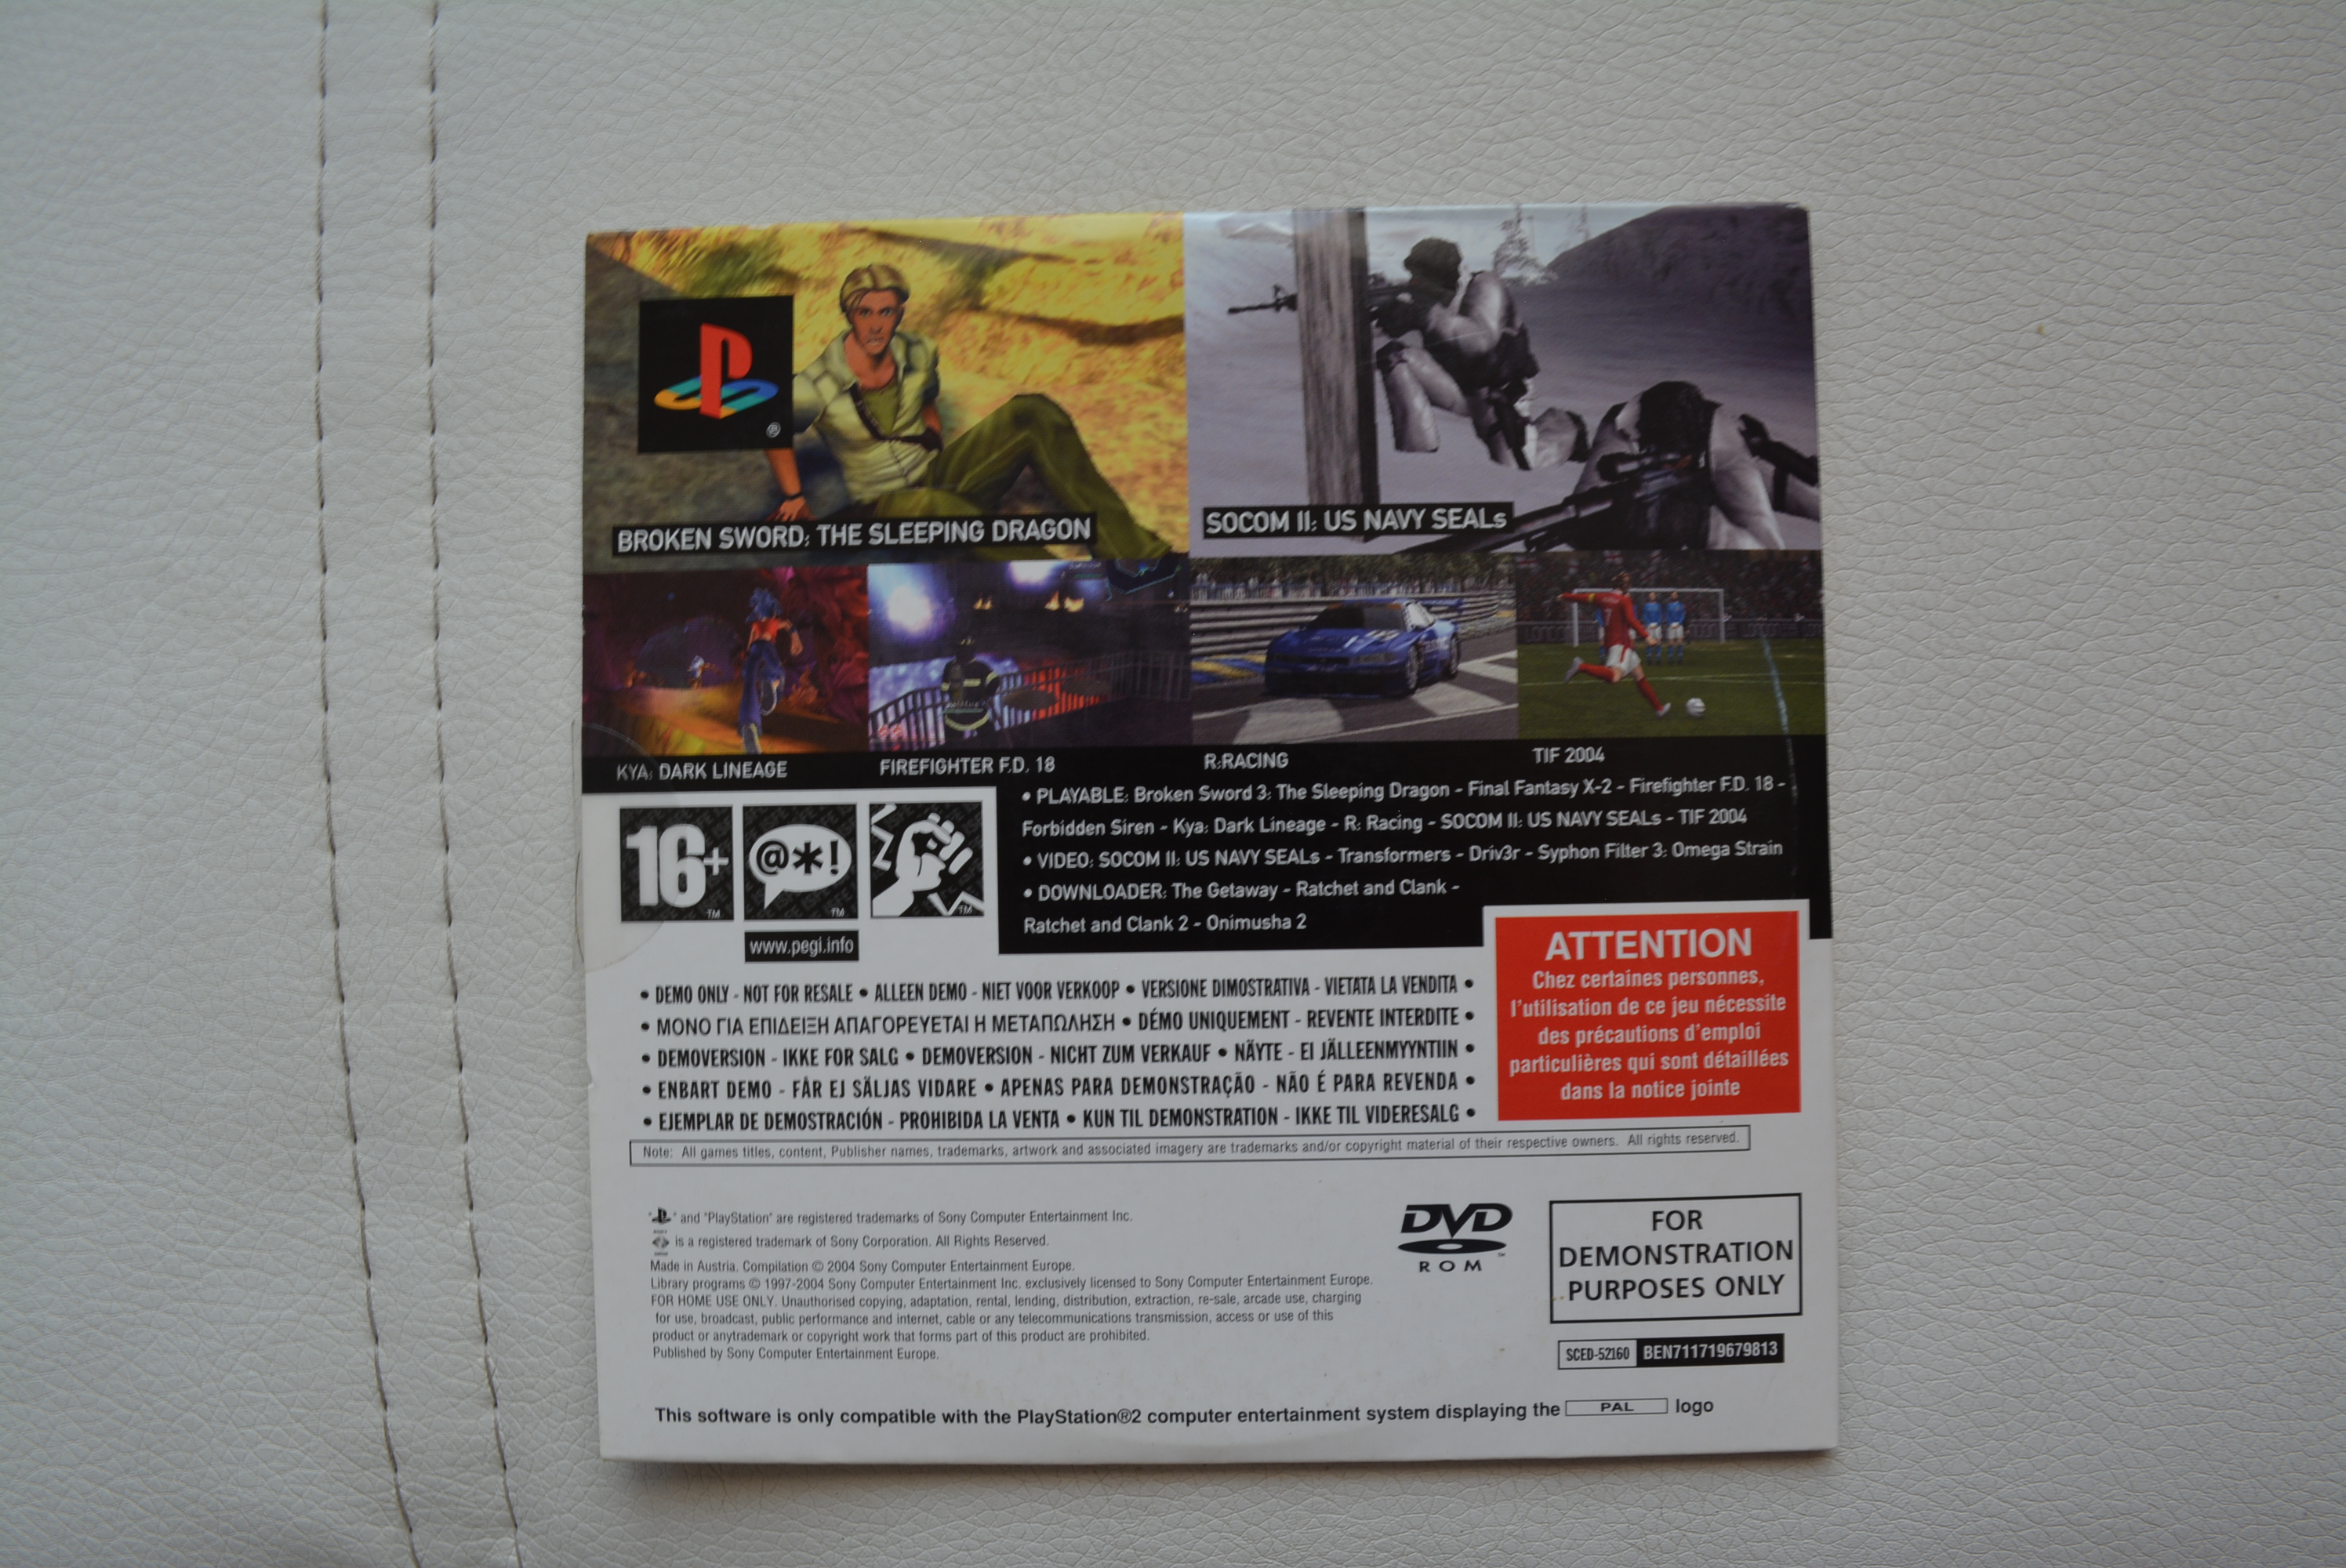 BROKEN SWORD: THE SLEEPING DRAGON
SOCOM II: US NAVY SEALs
KYA: DARK LINEAGE
FIREFIGHTER F.D. 18
R:RACING
TIF 2004
• PLAYABLE: Broken Sword 3: The Sleeping Dragon - Final Fantasy X-2 - Firefighter F.D. 18 -
Forbidden Siren - Kya: Dark Lineage - R: Racing - SOCOM II: US NAVY SEALs - TIF 2004
• VIDEO: SOCOM II: US NAVY SEALs - Transformers - Driv3r - Syphon Filter 3: Omega Strain
• DOWNLOADER: The Getaway - Ratchet and Clank -
Ratchet and Clank 2 - Onimusha 2
16+ TM
@*! TM
TM
www.pegi.info
ATTENTION
Chez certaines personnes,
l'utilisation de ce jeu nécessite
des précautions d'emploi
particulières qui sont détaillées
dans la notice jointe
• DEMO ONLY - NOT FOR RESALE • ALLEEN DEMO - NIET VOOR VERKOOP • VERSIONE DIMOSTRATIVA - VIETATA LA VENDITA •
• ΜΟΝΟ ΓΙΑ ΕΠΙΔΕΙΞΗ ΑΠΑΓΟΡΕΥΕΤΑΙ Η ΜΕΤΑΠΩΛΗΣΗ • DÉMO UNIQUEMENT - REVENTE INTERDITE •
• DEMOVERSION - IKKE FOR SALG • DEMOVERSION - NICHT ZUM VERKAUF • NÄYTE - EI JÄLLEENMYYNTIIN •
• ENBART DEMO - FÅR EJ SÄLJAS VIDARE • APENAS PARA DEMONSTRAÇÃO - NÃO É PARA REVENDA •
• EJEMPLAR DE DEMOSTRACIÓN - PROHIBIDA LA VENTA • KUN TIL DEMONSTRATION - IKKE TIL VIDERESALG •
Note: All games titles, content, Publisher names, trademarks, artwork and associated imagery are trademarks and/or copyright material of their respective owners. All rights reserved.
" " and "PlayStation" are registered trademarks of Sony Computer Entertainment Inc.
is a registered trademark of Sony Corporation. All Rights Reserved.
Made in Austria. Compilation © 2004 Sony Computer Entertainment Europe.
Library programs © 1997-2004 Sony Computer Entertainment Inc. exclusively licensed to Sony Computer Entertainment Europe.
FOR HOME USE ONLY. Unauthorised copying, adaptation, rental, lending, distribution, extraction, re-sale, arcade use, charging
for use, broadcast, public performance and internet, cable or any telecommunications transmission, access or use of this
product or anytrademark or copyright work that forms part of this product are prohibited.
Published by Sony Computer Entertainment Europe.
DVD
ROM
FOR
DEMONSTRATION
PURPOSES ONLY
SCED-52160 BEN711719679813
This software is only compatible with the PlayStation®2 computer entertainment system displaying the PAL logo